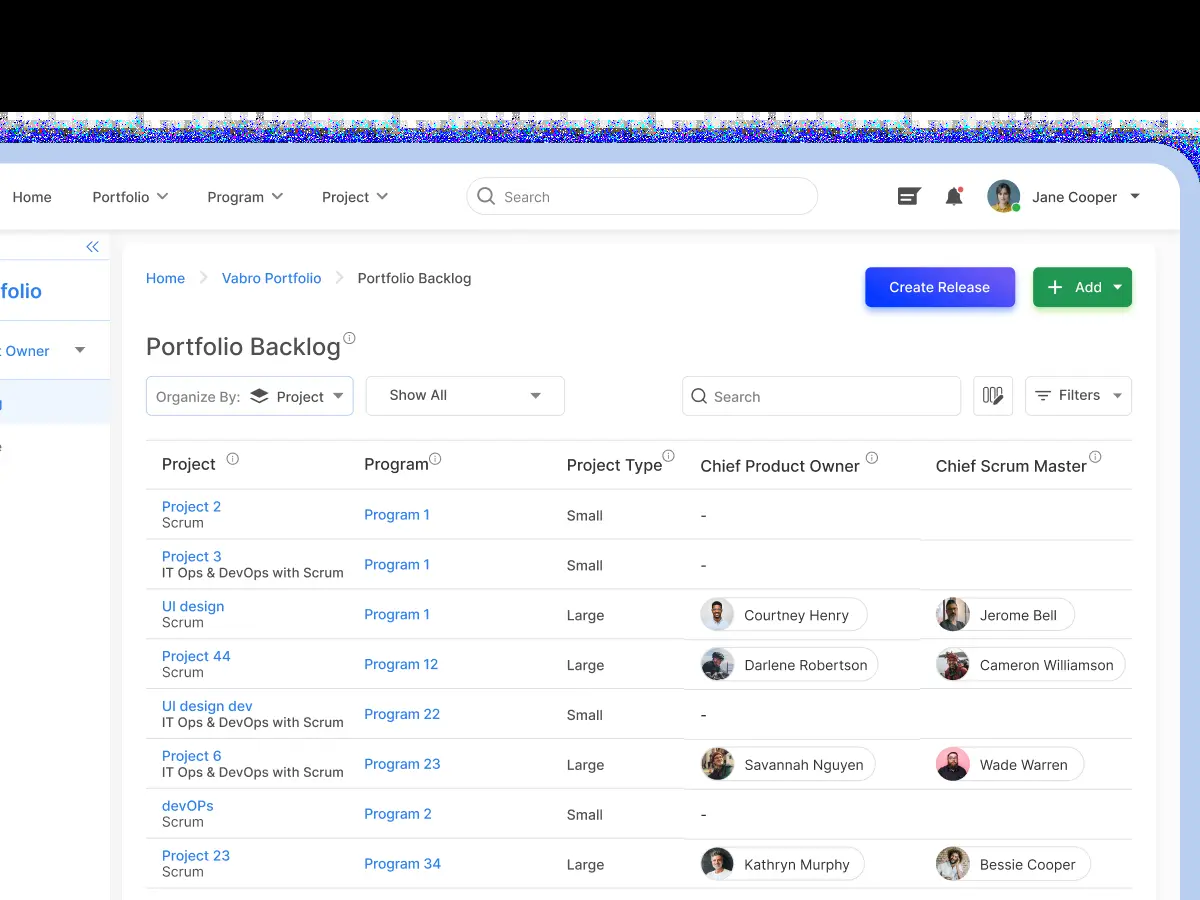 Home Portfolio Program Project Search Jane Cooper
folio
Owner
Home Vabro Portfolio Portfolio Backlog
Create Release + Add
Portfolio Backlog
Organize By: Project Show All Search Filters
Project Program Project Type Chief Product Owner Chief Scrum Master
Project 2 Program 1 Small -
Scrum
Project 3 Program 1 Small -
IT Ops & DevOps with Scrum
UI design Program 1 Large Courtney Henry Jerome Bell
Scrum
Project 44 Program 12 Large Darlene Robertson Cameron Williamson
Scrum
UI design dev Program 22 Small -
IT Ops & DevOps with Scrum
Project 6 Program 23 Large Savannah Nguyen Wade Warren
IT Ops & DevOps with Scrum
devOPs Program 2 Small -
Scrum
Project 23 Program 34 Large Kathryn Murphy Bessie Cooper
Scrum